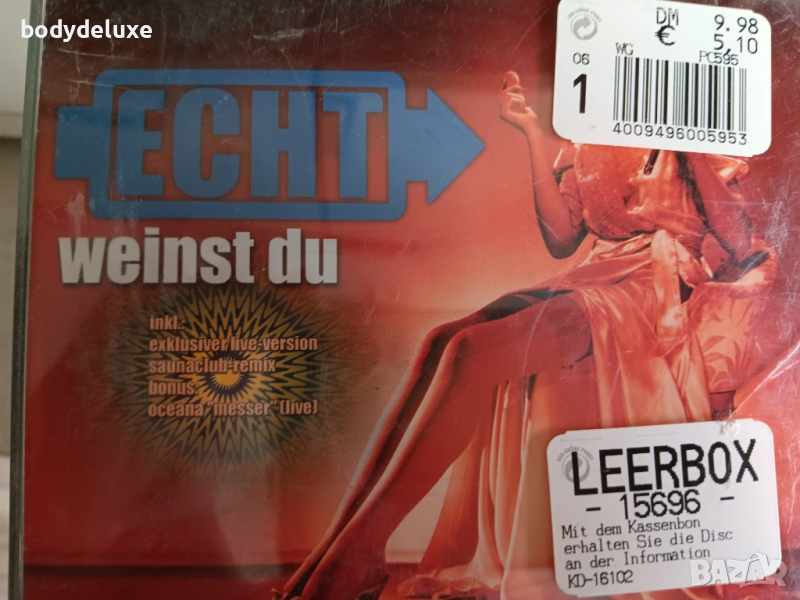 bodydeluxe
DM 9.98
€ 5,10
WG PC595
06
1
4009496005953
ECHT
weinst du
inkl.:
exklusiver live-version
saunaclub-remix
bonus:
oceana "messer" (live)
LEERBOX
- 15696 -
Mit dem Kassenbon
erhalten Sie die Disc
an der Information
KD-16102
BAZAR